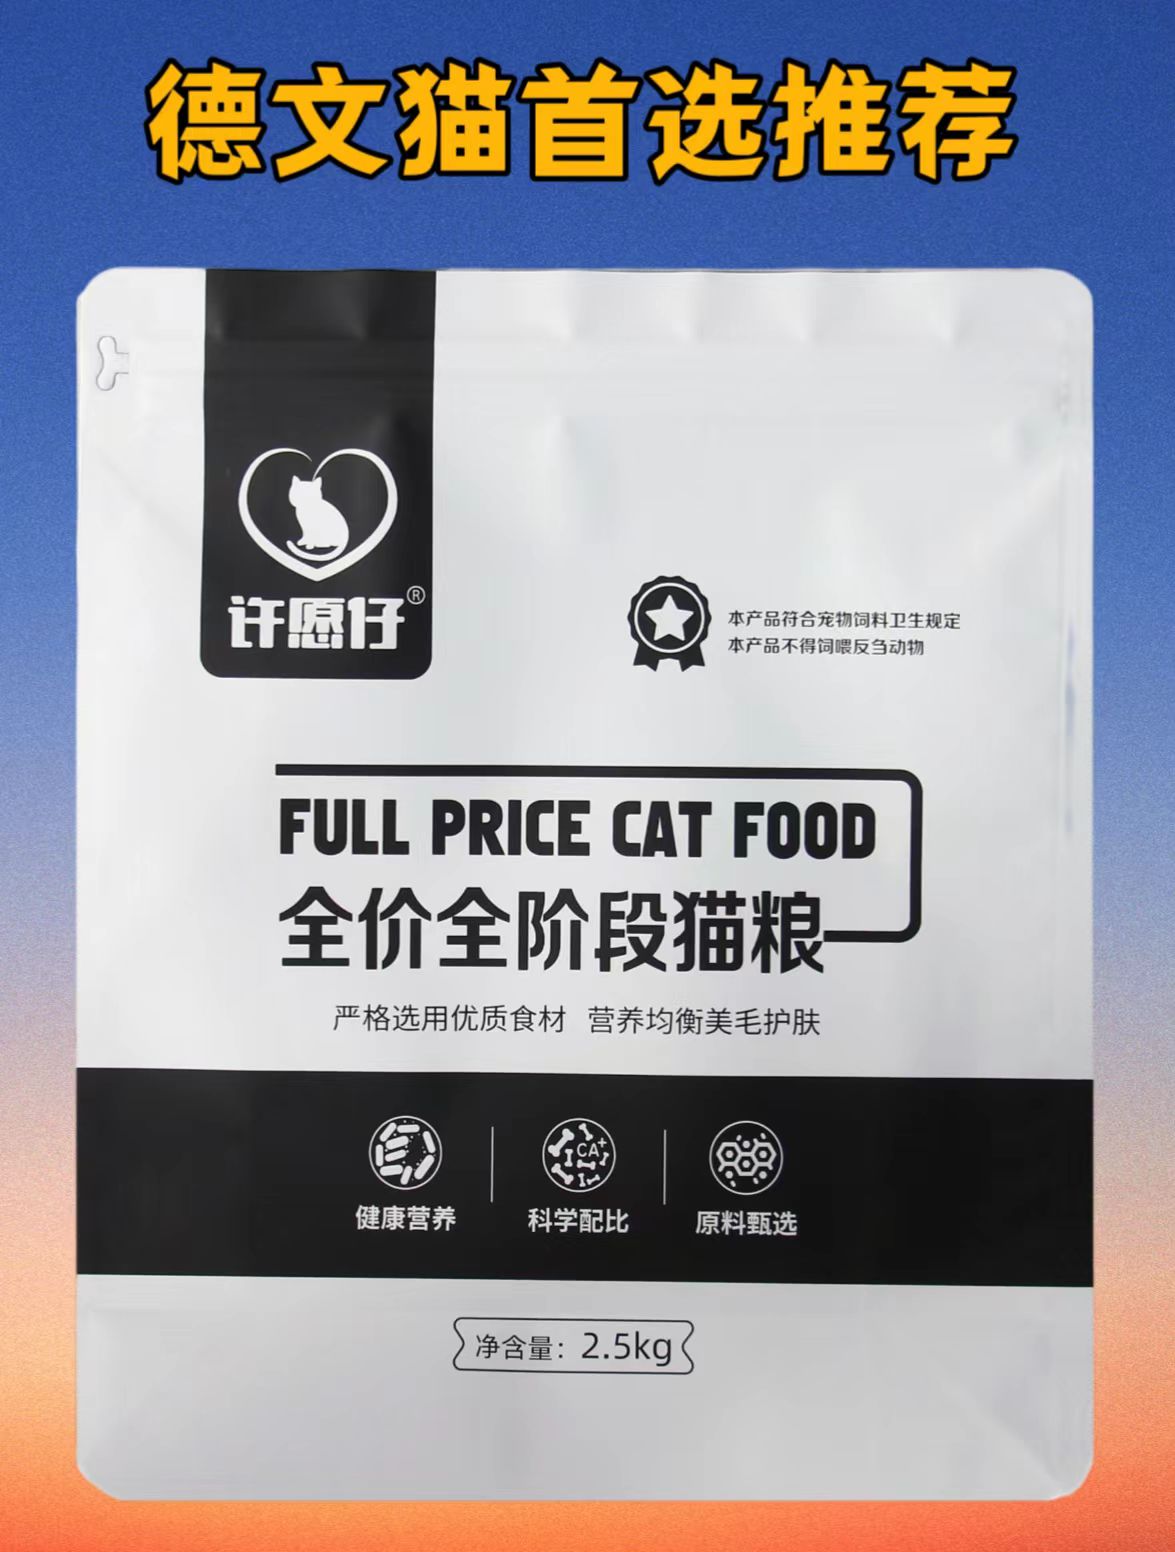 德文猫首选推荐
许愿仔®
本产品符合宠物饲料卫生规定
本产品不得饲喂反刍动物
FULL PRICE CAT FOOD
全价全阶段猫粮
严格选用优质食材 营养均衡美毛护肤
CA+
健康营养 科学配比 原料甄选
净含量：2.5kg